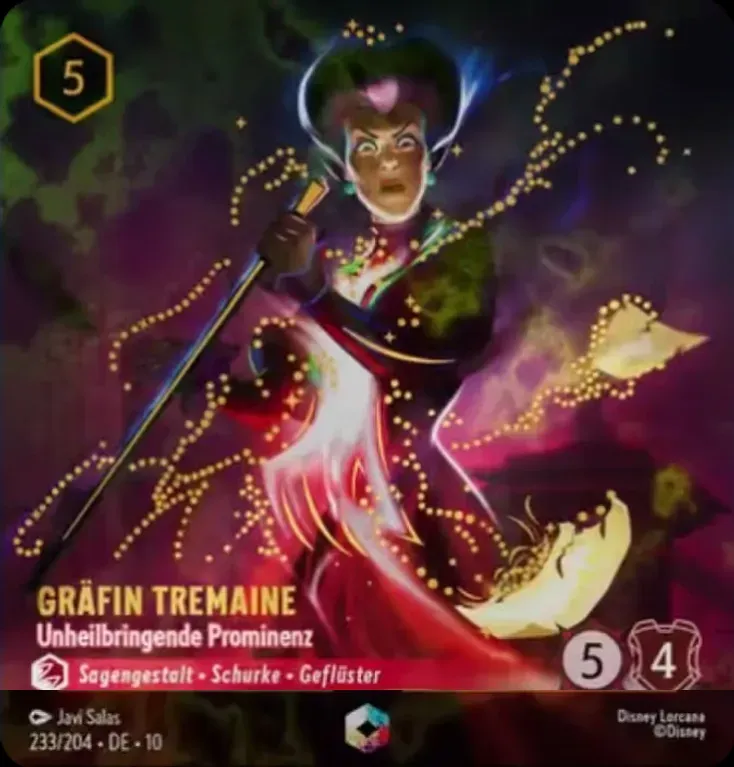 5
GRÄFIN TREMAINE
Unheilbringende Prominenz
Sagengestalt • Schurke • Geflüster
5 4
Javi Salas
233/204 • DE • 10
Disney Lorcana
©Disney